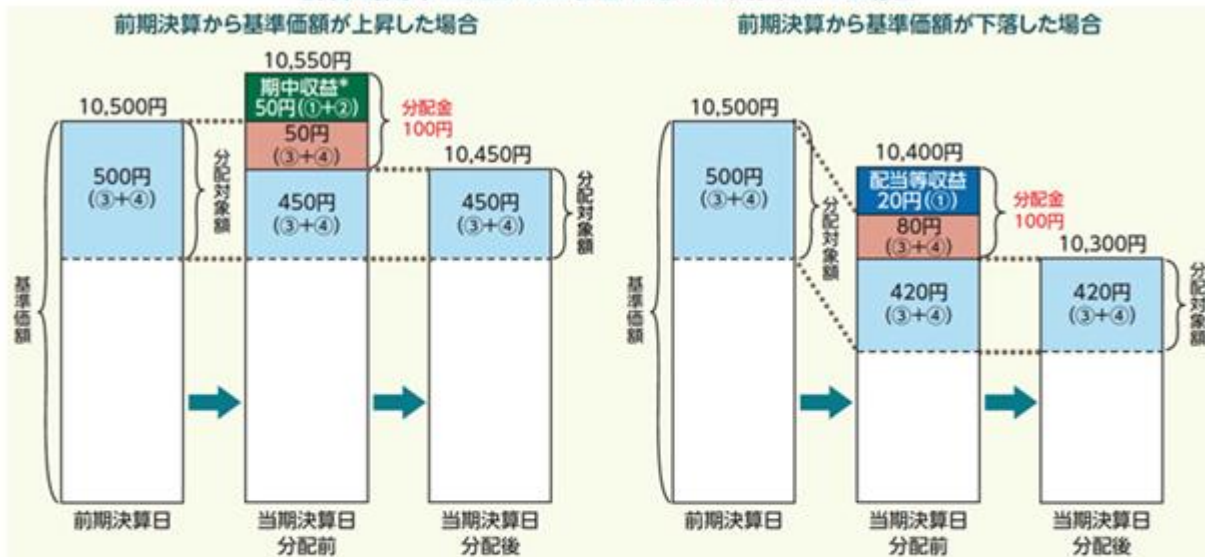 前期決算から基準価額が上昇した場合
10,500円
500円
(③+④)
分配対象額
基準価額
10,550円
期中収益*
50円(①+②)
50円
(③+④)
分配金
100円
450円
(③+④)
10,450円
450円
(③+④)
分配対象額
前期決算日
当期決算日
分配前
当期決算日
分配後
前期決算から基準価額が下落した場合
10,500円
500円
(③+④)
分配対象額
基準価額
10,400円
配当等収益
20円(①)
80円
(③+④)
分配金
100円
420円
(③+④)
10,300円
420円
(③+④)
分配対象額
前期決算日
当期決算日
分配前
当期決算日
分配後